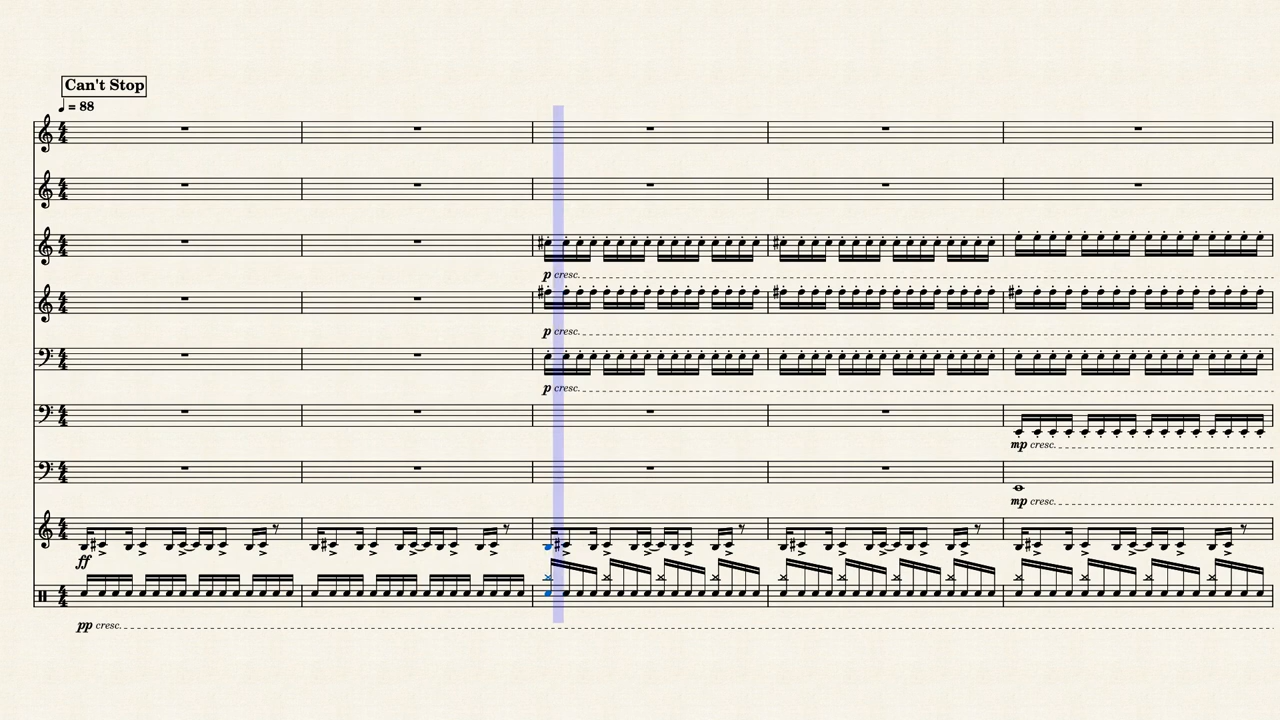 Can't Stop
♩ = 88
p cresc.
p cresc.
p cresc.
mp cresc.
mp cresc.
ff
pp cresc.